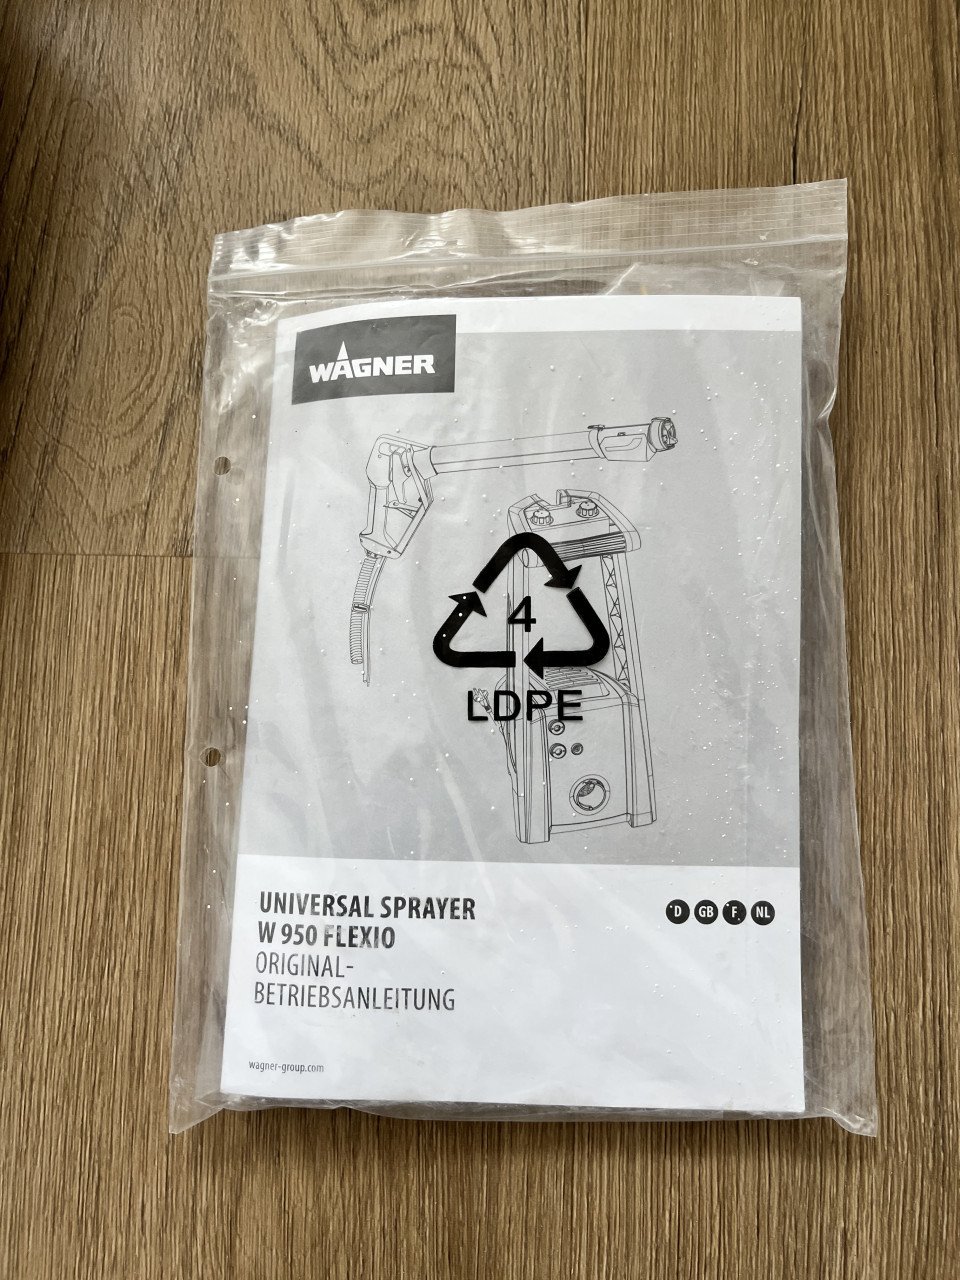 WAGNER
4
LDPE
UNIVERSAL SPRAYER
W 950 FLEXIO
ORIGINAL-
BETRIEBSANLEITUNG
D GB F NL
wagner-group.com